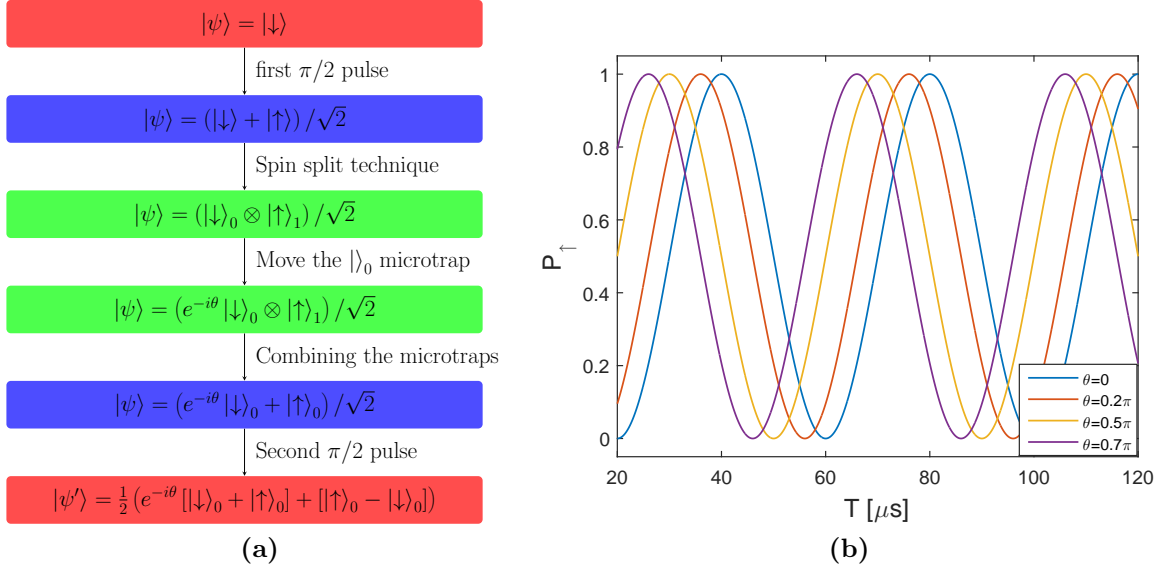 |ψ⟩ = |↓⟩
first π/2 pulse
|ψ⟩ = (|↓⟩ + |↑⟩) /√2
Spin split technique
|ψ⟩ = (|↓⟩₀ ⊗ |↑⟩₁) /√2
Move the |⟩₀ microtrap
|ψ⟩ = (e^{-iθ} |↓⟩₀ ⊗ |↑⟩₁) /√2
Combining the microtraps
|ψ⟩ = (e^{-iθ} |↓⟩₀ + |↑⟩₀) /√2
Second π/2 pulse
|ψ'⟩ = ½ (e^{-iθ} [|↓⟩₀ + |↑⟩₀] + [|↑⟩₀ − |↓⟩₀])
(a)
1
0.8
0.6
0.4
0.2
0
P↑
θ=0
θ=0.2π
θ=0.5π
θ=0.7π
20 40 60 80 100 120
T [μs]
(b)